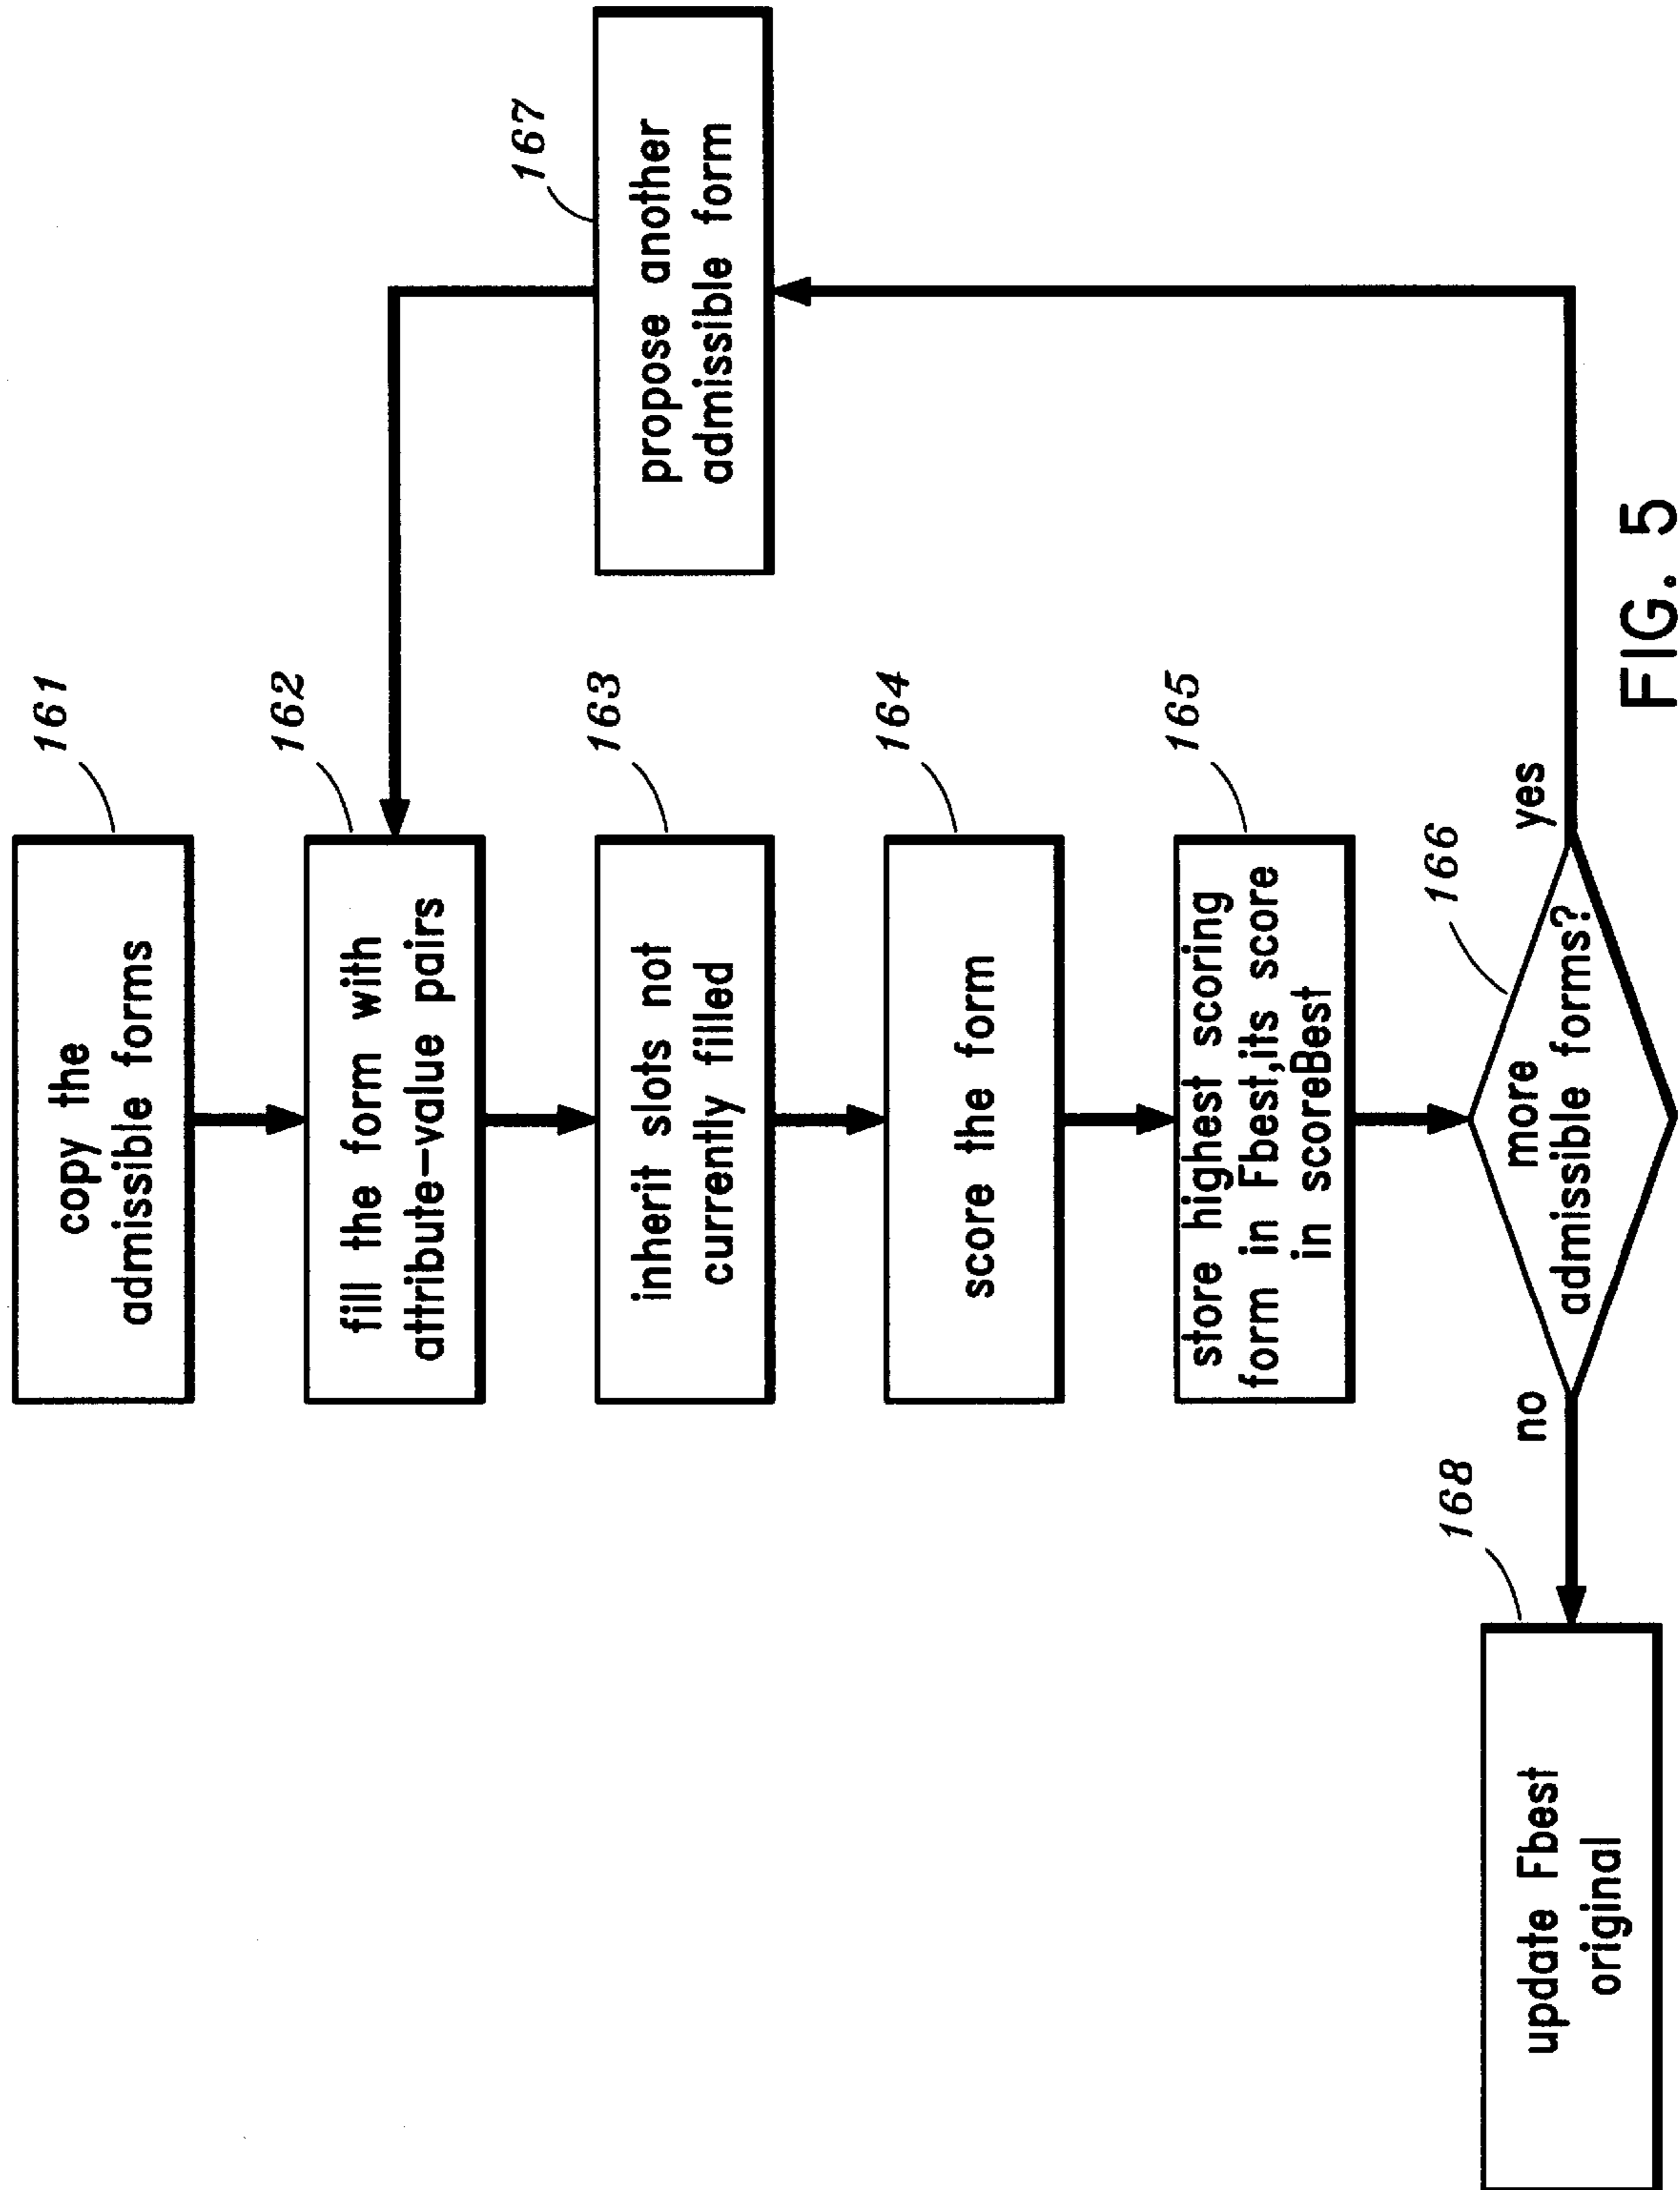 161
copy the
admissible forms
162
fill the form with
attribute-value pairs
163
inherit slots not
currently filled
164
score the form
165
store highest scoring
form in Fbest,its score
in scoreBest
166
more
admissible forms?
yes
no
167
propose another
admissible form
168
update Fbest
original
FIG. 5